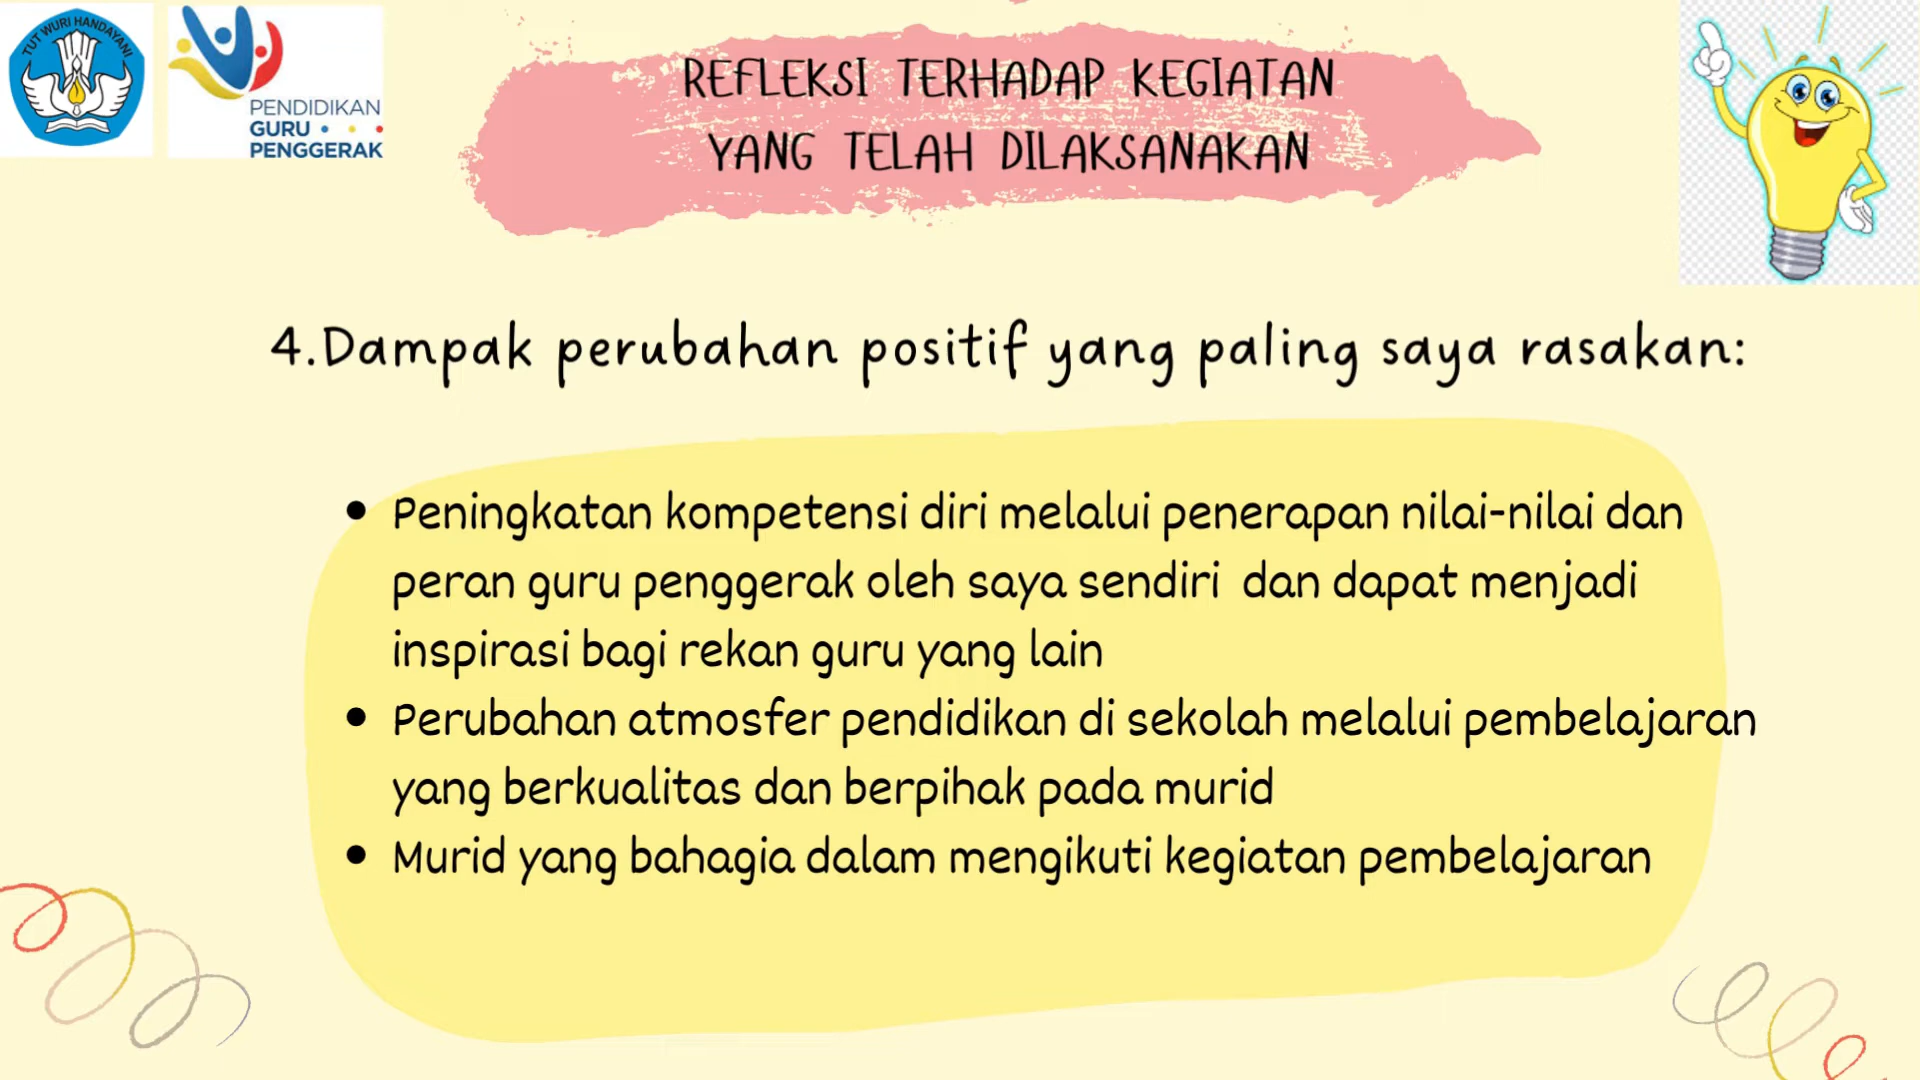 TUT WURI HANDAYANI
PENDIDIKAN
GURU
PENGGERAK
REFLEKSI TERHADAP KEGIATAN
YANG TELAH DILAKSANAKAN
4.Dampak perubahan positif yang paling saya rasakan:
• Peningkatan kompetensi diri melalui penerapan nilai-nilai dan
peran guru penggerak oleh saya sendiri dan dapat menjadi
inspirasi bagi rekan guru yang lain
• Perubahan atmosfer pendidikan di sekolah melalui pembelajaran
yang berkualitas dan berpihak pada murid
• Murid yang bahagia dalam mengikuti kegiatan pembelajaran